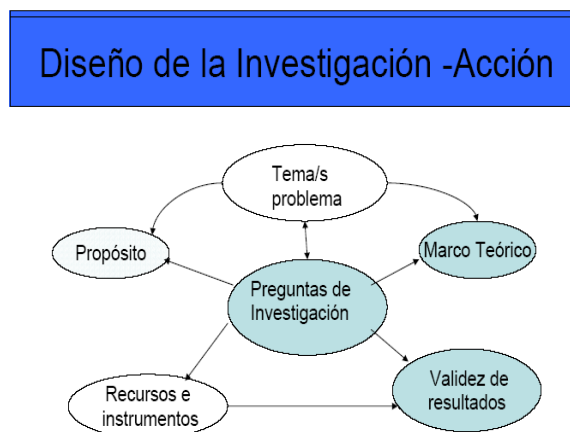 Diseño de la Investigación -Acción
Tema/s
problema
Propósito
Marco Teórico
Preguntas de
Investigación
Recursos e
instrumentos
Validez de
resultados